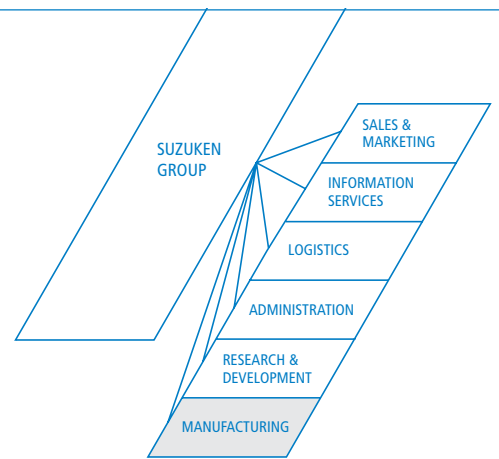 SUZUKEN
GROUP
SALES &
MARKETING
INFORMATION
SERVICES
LOGISTICS
ADMINISTRATION
RESEARCH &
DEVELOPMENT
MANUFACTURING